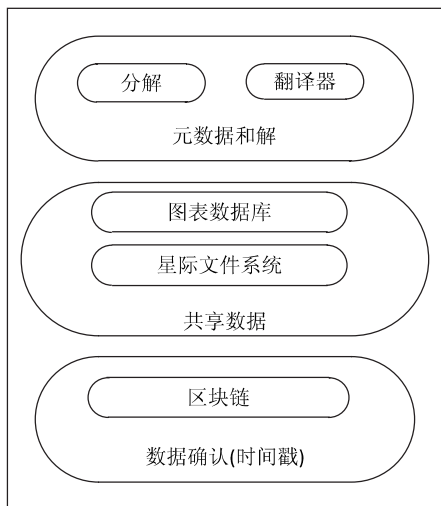 分解
翻译器
元数据和解
图表数据库
星际文件系统
共享数据
区块链
数据确认(时间戳)